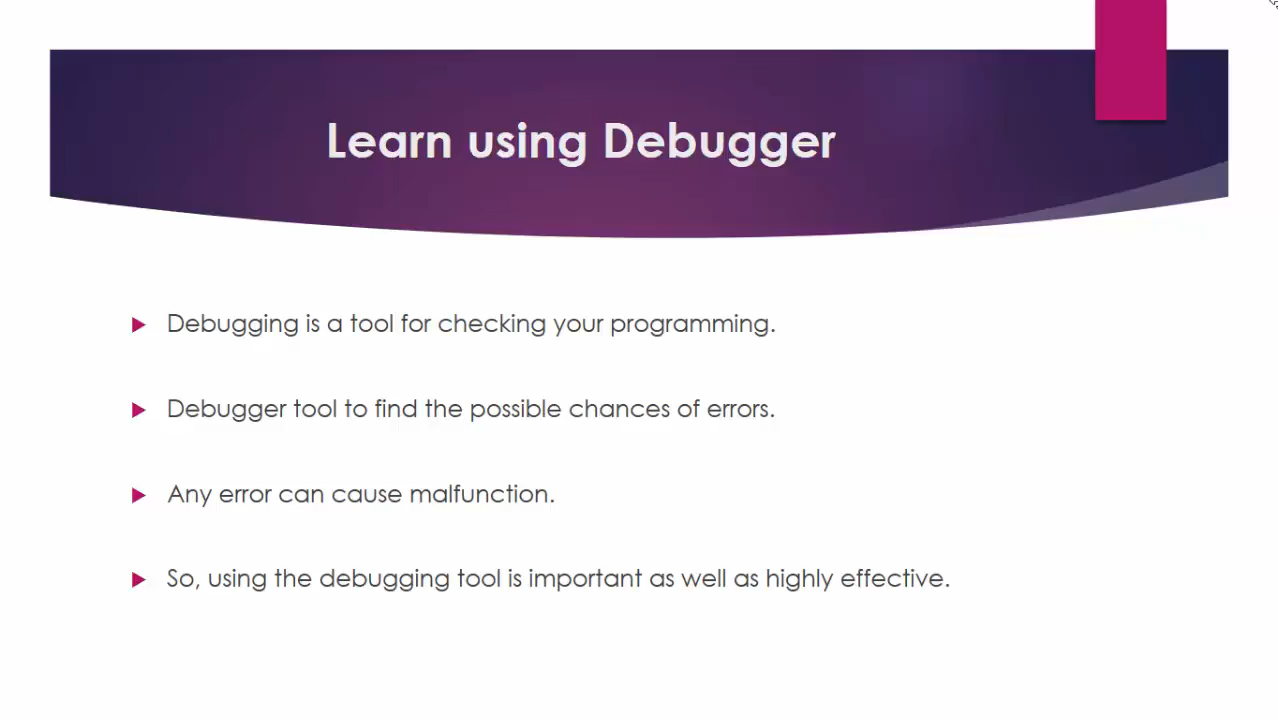 Learn using Debugger
Debugging is a tool for checking your programming.
Debugger tool to find the possible chances of errors.
Any error can cause malfunction.
So, using the debugging tool is important as well as highly effective.